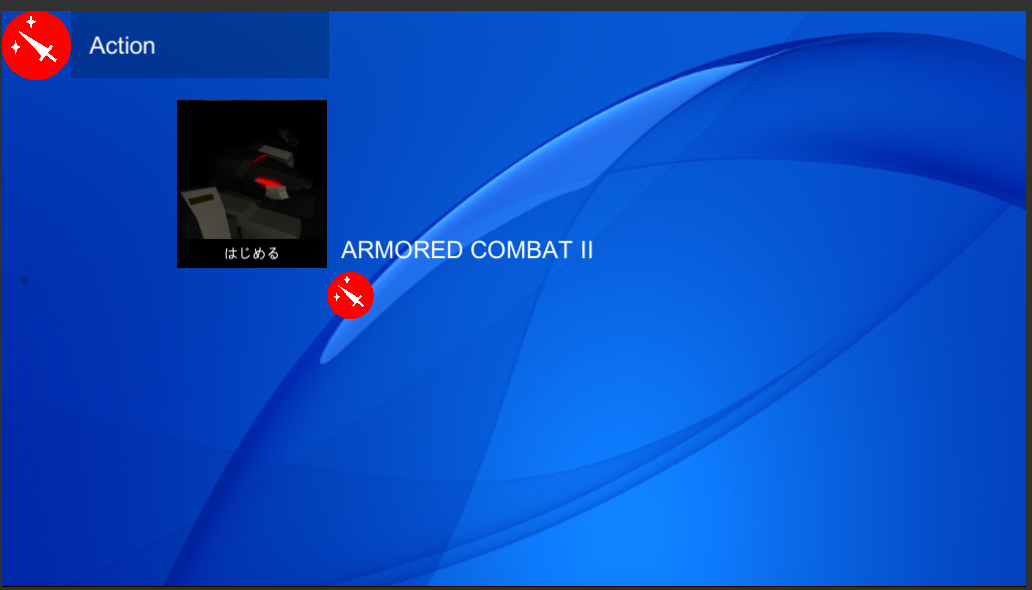 Action
はじめる
ARMORED COMBAT II